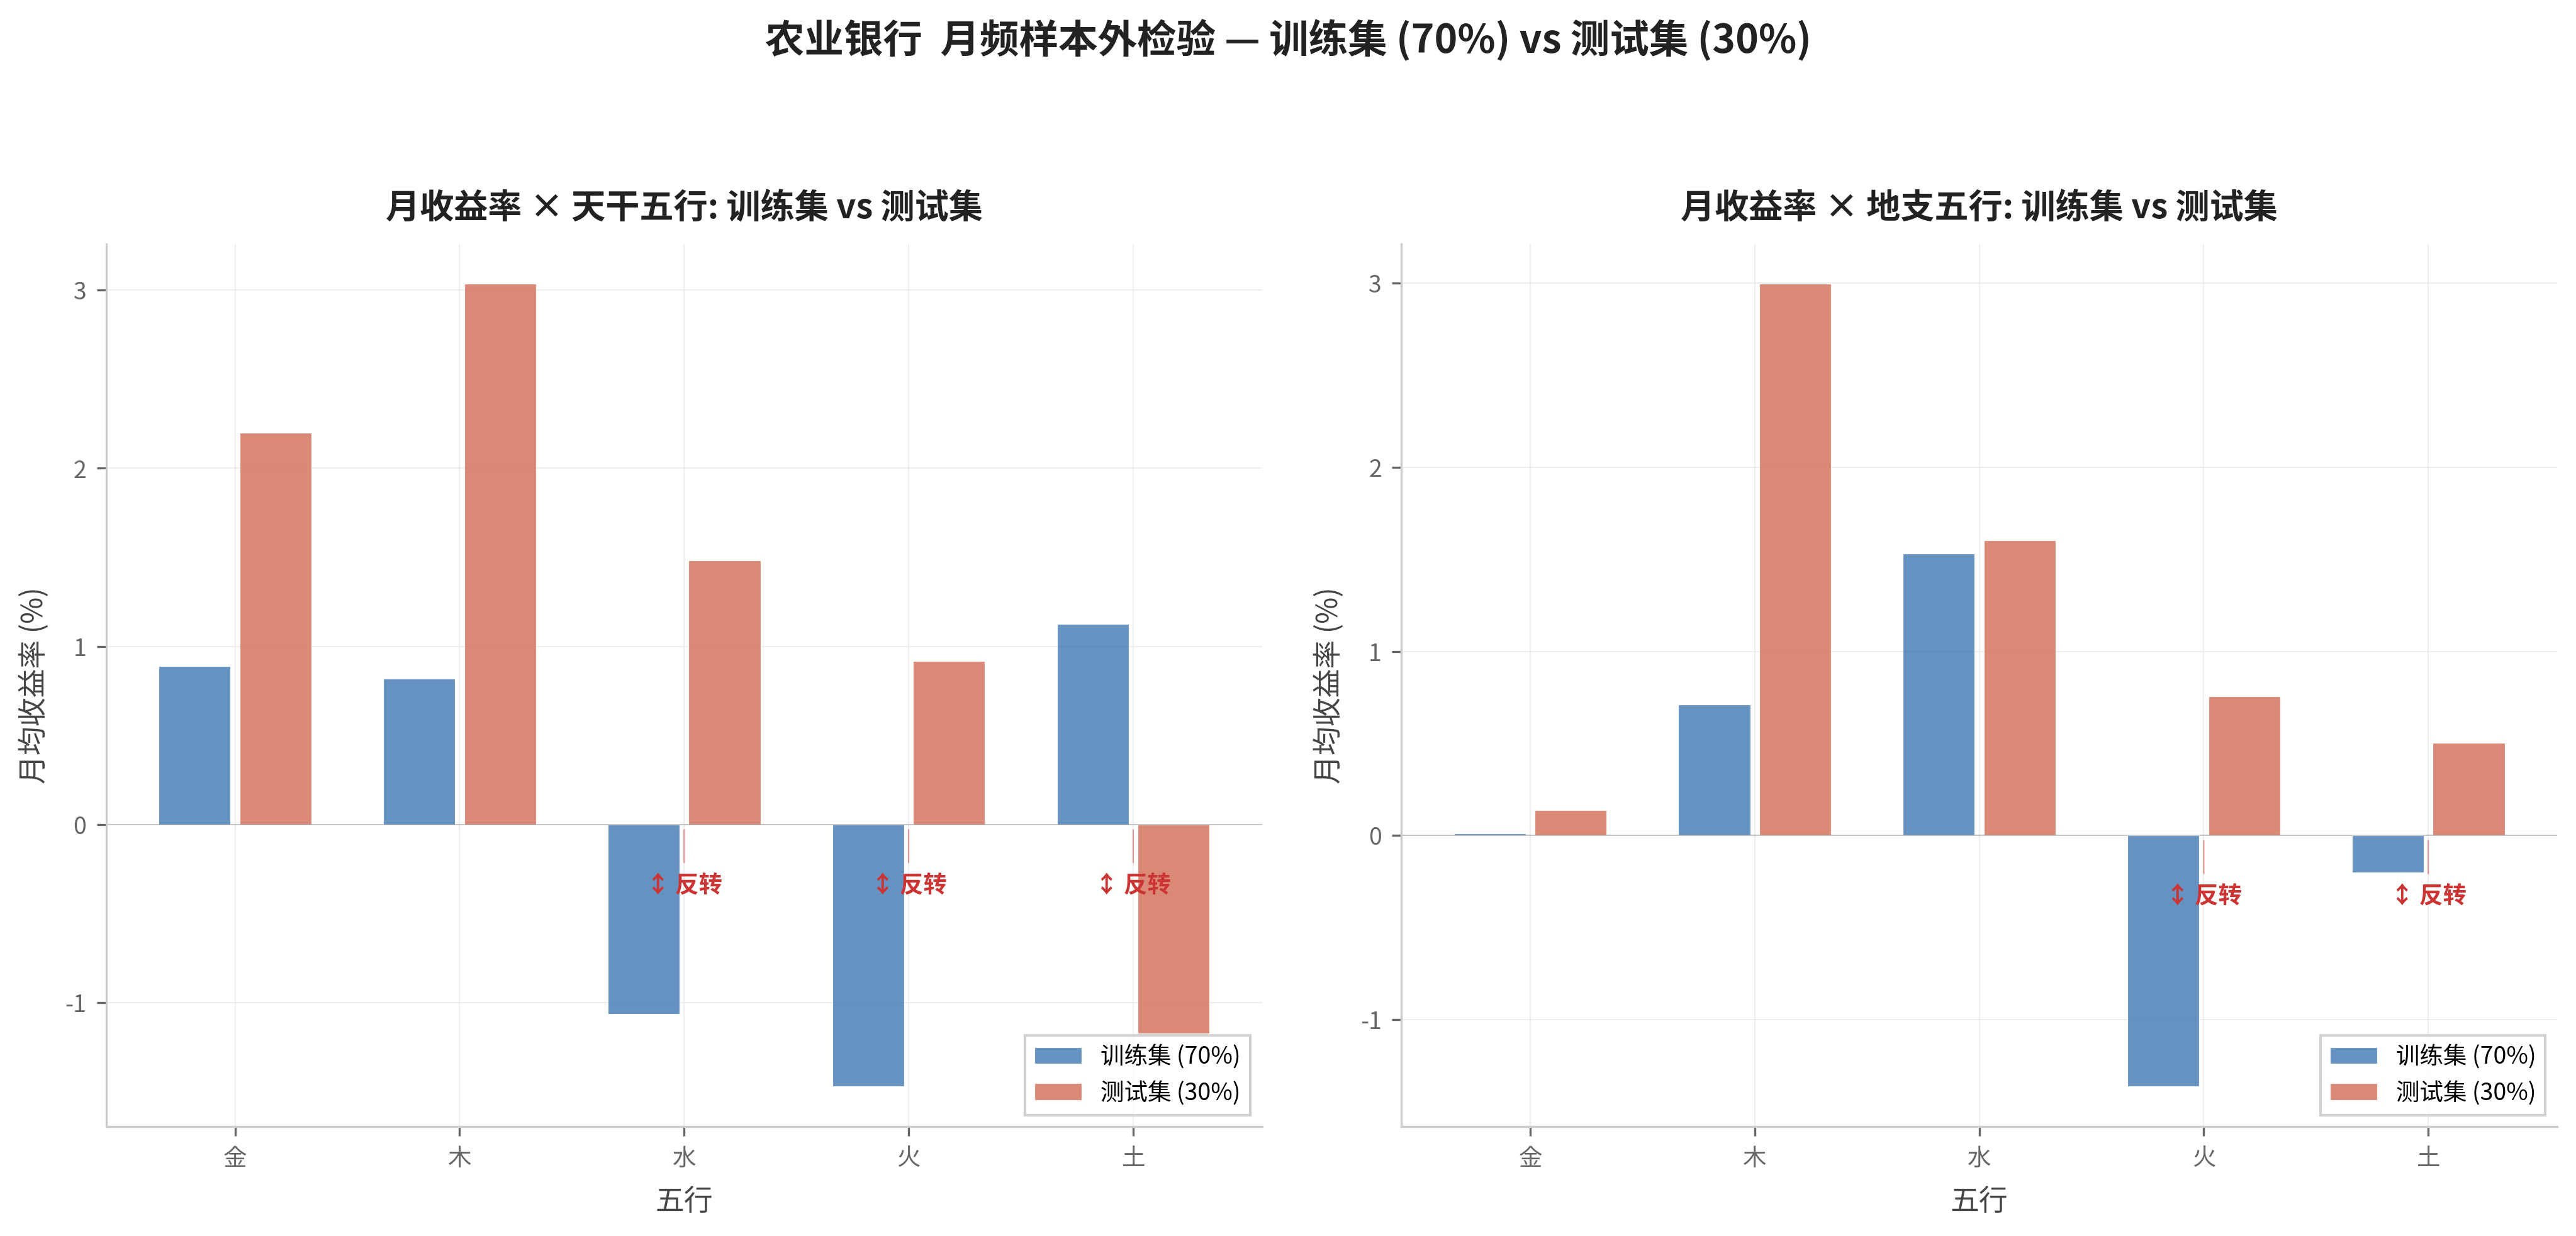 农业银行 月频样本外检验 — 训练集 (70%) vs 测试集 (30%)
月收益率 × 天干五行: 训练集 vs 测试集
月均收益率 (%)
3
2
1
0
-1
↕ 反转
↕ 反转
↕ 反转
训练集 (70%)
测试集 (30%)
金
木
水
火
土
五行
月收益率 × 地支五行: 训练集 vs 测试集
月均收益率 (%)
3
2
1
0
-1
↕ 反转
↕ 反转
训练集 (70%)
测试集 (30%)
金
木
水
火
土
五行